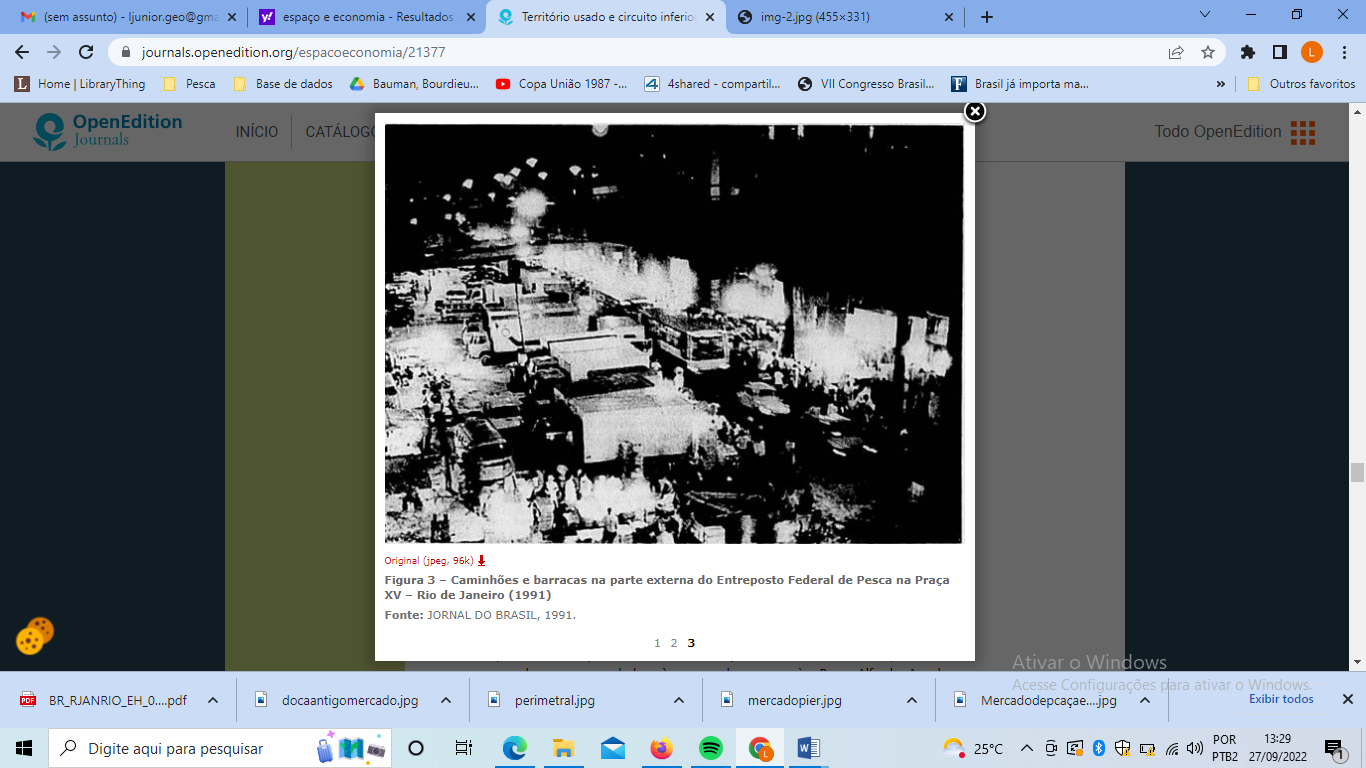 (sem assunto) - ljunior.geo@gma
espaço e economia - Resultados
Território usado e circuito inferior
img-2.jpg (455×331)
journals.openedition.org/espacoeconomia/21377
L
Home | LibraryThing
Pesca
Base de dados
Bauman, Bourdieu...
Copa União 1987 -...
4shared - compartil...
VII Congresso Brasil...
Brasil já importa ma...
»
Outros favoritos
OpenEdition
Journals
INÍCIO
CATÁLOGO
Todo OpenEdition
Original (jpeg, 96k)
Figura 3 – Caminhões e barracas na parte externa do Entreposto Federal de Pesca na Praça
XV – Rio de Janeiro (1991)
Fonte: JORNAL DO BRASIL, 1991.
1 2 3
Ativar o Windows
Acesse Configurações para ativar o Windows.
BR_RJANRIO_EH_0....pdf
docaantigomercado.jpg
perimetral.jpg
mercadopier.jpg
Mercadodepcaçae....jpg
Exibir todos
Digite aqui para pesquisar
25°C
POR
PTB2
13:29
27/09/2022
1